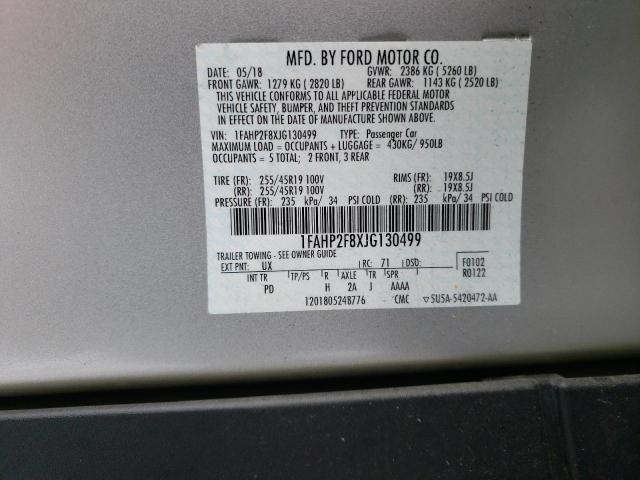 MFD. BY FORD MOTOR CO.
DATE: 05/18 GVWR: 2386 KG ( 5260 LB)
FRONT GAWR: 1279 KG ( 2820 LB) REAR GAWR: 1143 KG ( 2520 LB)
THIS VEHICLE CONFORMS TO ALL APPLICABLE FEDERAL MOTOR
VEHICLE SAFETY, BUMPER, AND THEFT PREVENTION STANDARDS
IN EFFECT ON THE DATE OF MANUFACTURE SHOWN ABOVE.
VIN: 1FAHP2F8XJG130499 TYPE: Passenger Car
MAXIMUM LOAD = OCCUPANTS + LUGGAGE = 430KG/ 950LB
OCCUPANTS = 5 TOTAL; 2 FRONT, 3 REAR
TIRE (FR): 255/45R19 100V RIMS (FR): 19X8.5J
(RR): 255/45R19 100V (RR): 19X8.5J
PRESSURE (FR): 235 kPa/ 34 PSI COLD (RR): 235 kPa/ 34 PSI COLD
1FAHP2F8XJG130499
TRAILER TOWING - SEE OWNER GUIDE
EXT PNT: UX RC: 71 DSO: F0102
INT TR TP/PS R AXLE TR SPR R0122
PD H 2A J AAAA
1201805248776 CMC ▽SU5A-5420472-AA